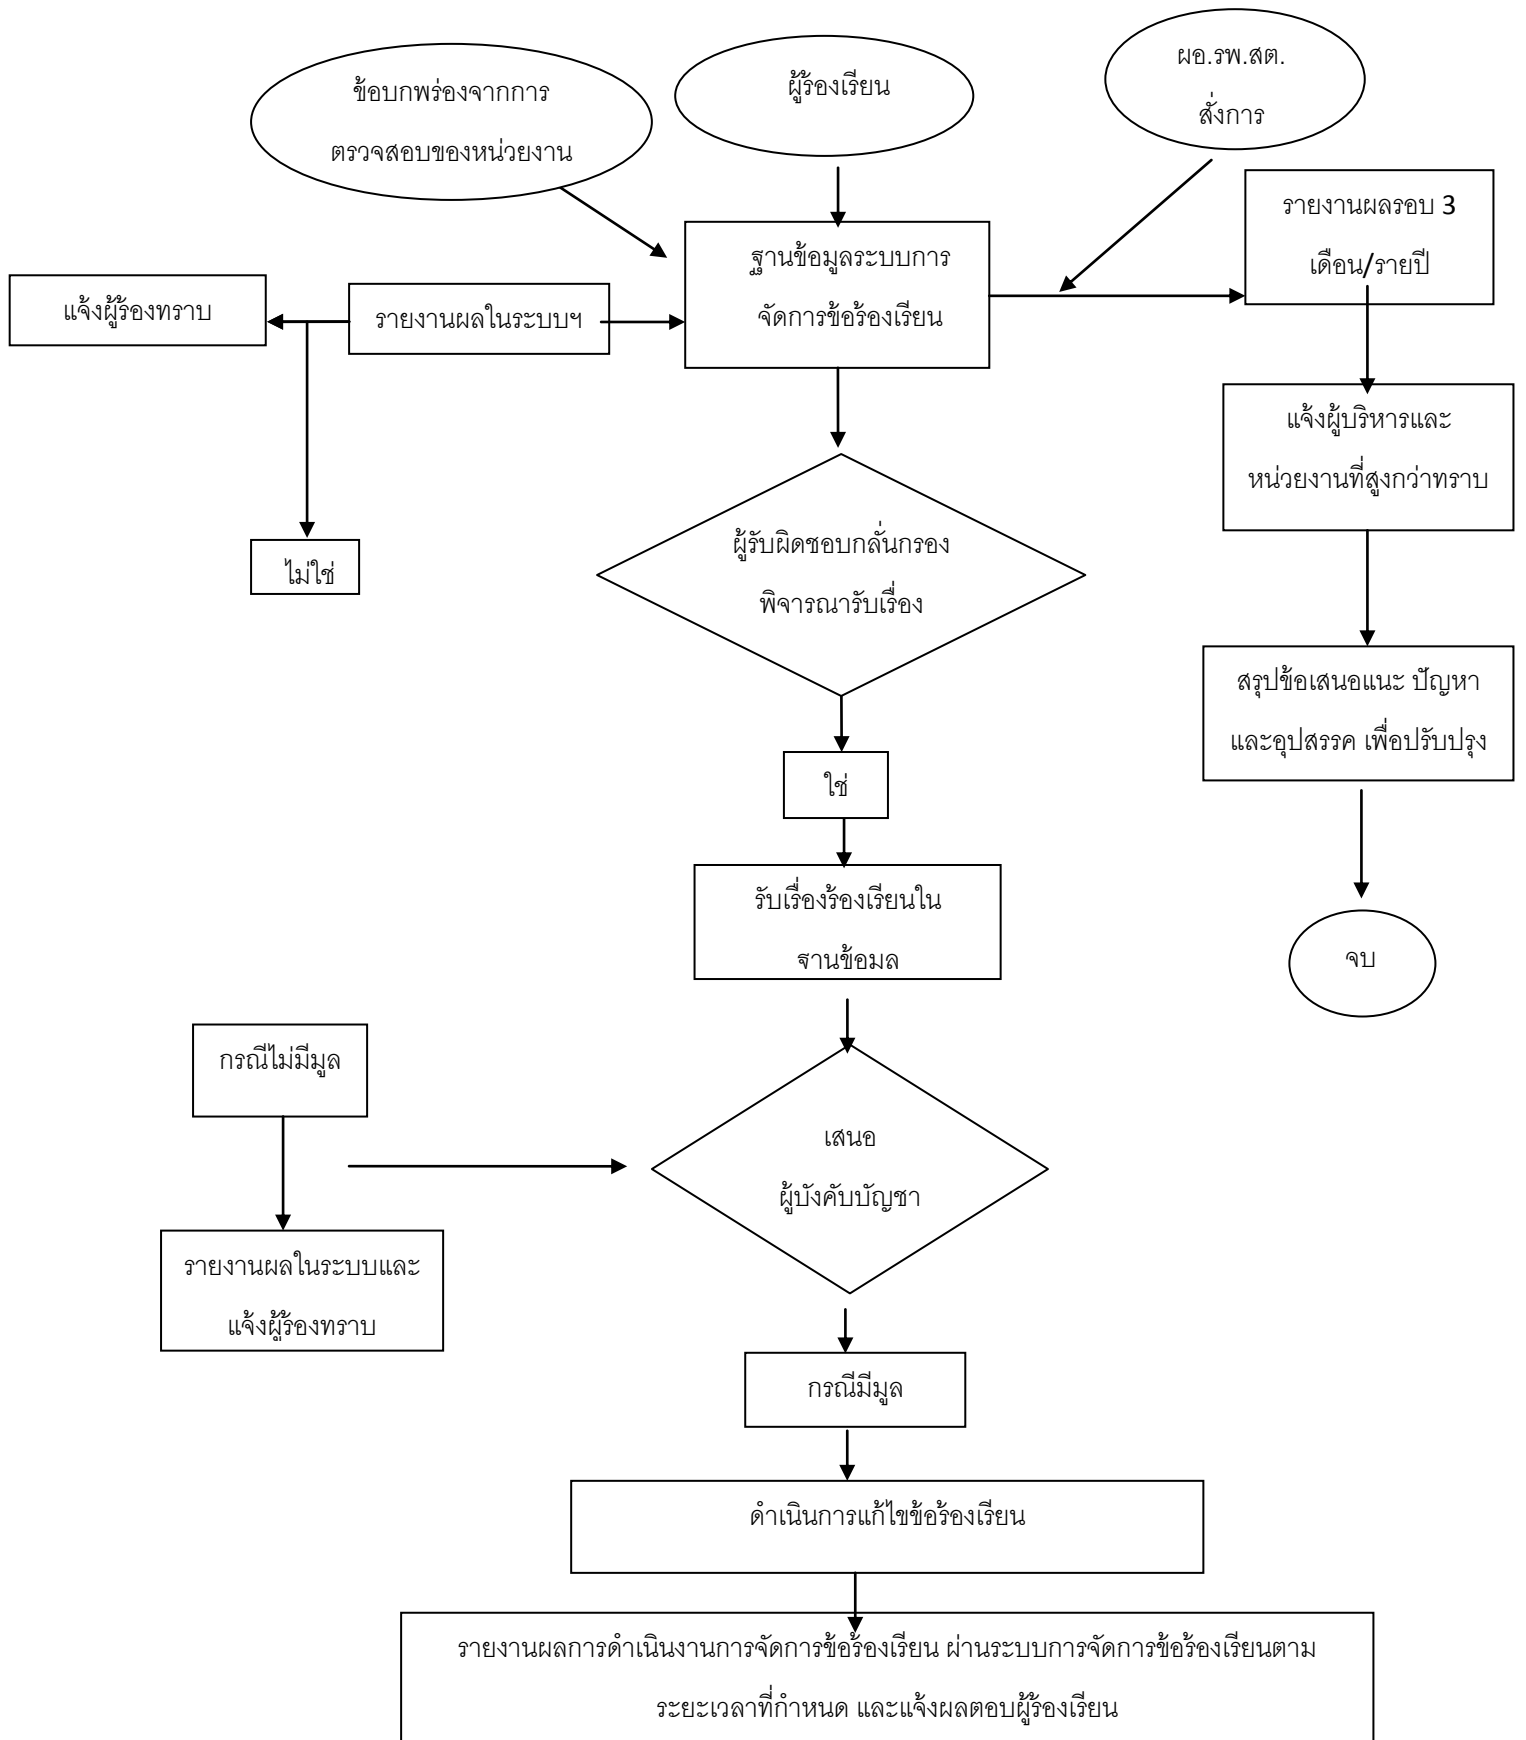 ข้อบกพร่องจากการ
ตรวจสอบของหน่วยงาน
ผู้ร้องเรียน
ผอ.รพ.สต.
สั่งการ
รายงานผลรอบ 3
เดือน/รายปี
ฐานข้อมูลระบบการ
จัดการข้อร้องเรียน
แจ้งผู้ร้องทราบ
รายงานผลในระบบฯ
แจ้งผู้บริหารและ
หน่วยงานที่สูงกว่าทราบ
ผู้รับผิดชอบกลั่นกรอง
พิจารณารับเรื่อง
ไม่ใช่
สรุปข้อเสนอแนะ ปัญหา
และอุปสรรค เพื่อปรับปรุง
ใช่
รับเรื่องร้องเรียนใน
ฐานข้อมูล
จบ
กรณีไม่มีมูล
เสนอ
ผู้บังคับบัญชา
รายงานผลในระบบและ
แจ้งผู้ร้องทราบ
กรณีมีมูล
ดำเนินการแก้ไขข้อร้องเรียน
รายงานผลการดำเนินงานการจัดการข้อร้องเรียน ผ่านระบบการจัดการข้อร้องเรียนตาม
ระยะเวลาที่กำหนด และแจ้งผลตอบผู้ร้องเรียน